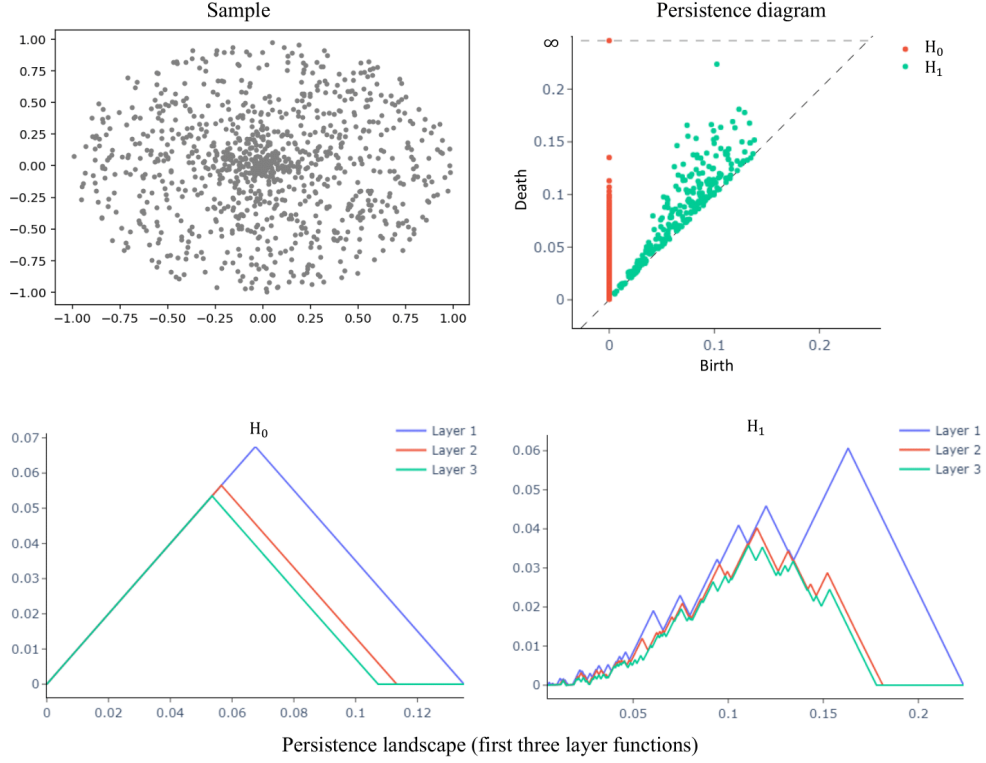 Sample
1.00
0.75
0.50
0.25
0.00
−0.25
−0.50
−0.75
−1.00
−1.00 −0.75 −0.50 −0.25 0.00 0.25 0.50 0.75 1.00
Persistence diagram
∞
0.2
0.15
0.1
0.05
0
Death
0 0.1 0.2
Birth
H0
H1
H0
0.07
0.06
0.05
0.04
0.03
0.02
0.01
0
0 0.02 0.04 0.06 0.08 0.1 0.12
Layer 1
Layer 2
Layer 3
H1
0.06
0.05
0.04
0.03
0.02
0.01
0
0.05 0.1 0.15 0.2
Layer 1
Layer 2
Layer 3
Persistence landscape (first three layer functions)